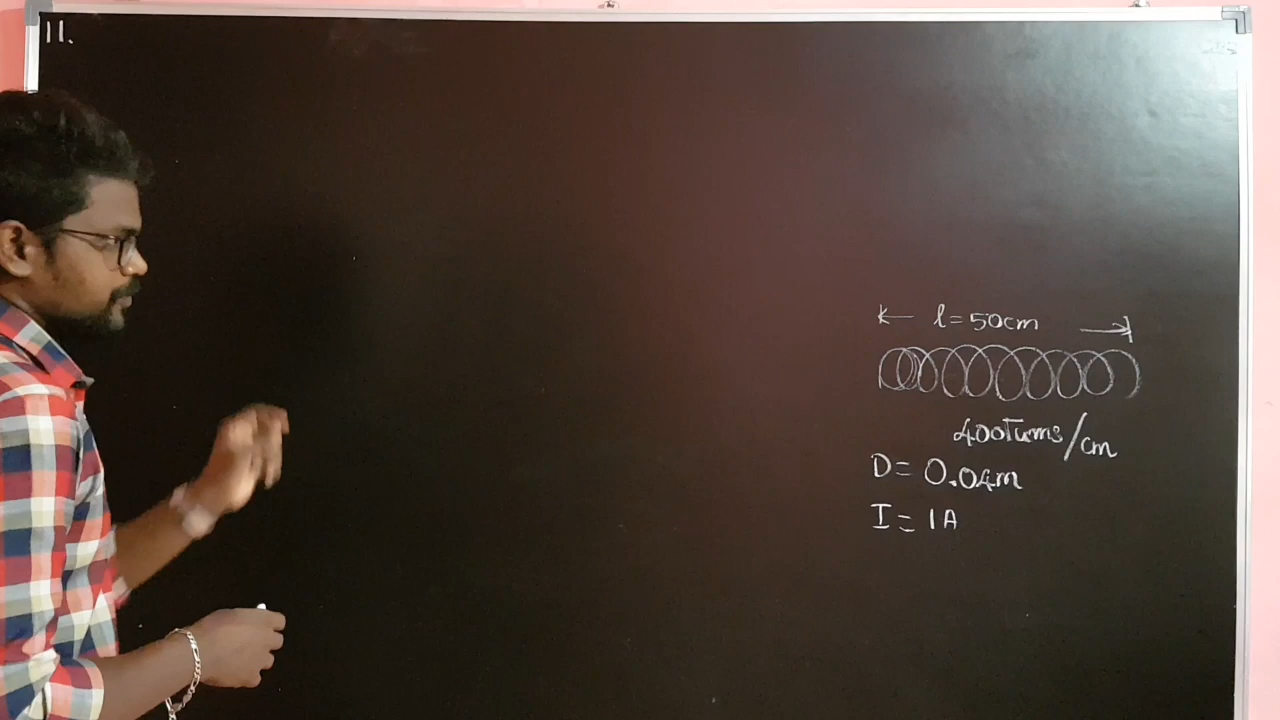 11.
l = 50cm
400Turns/cm
D = 0.04m
I = 1A